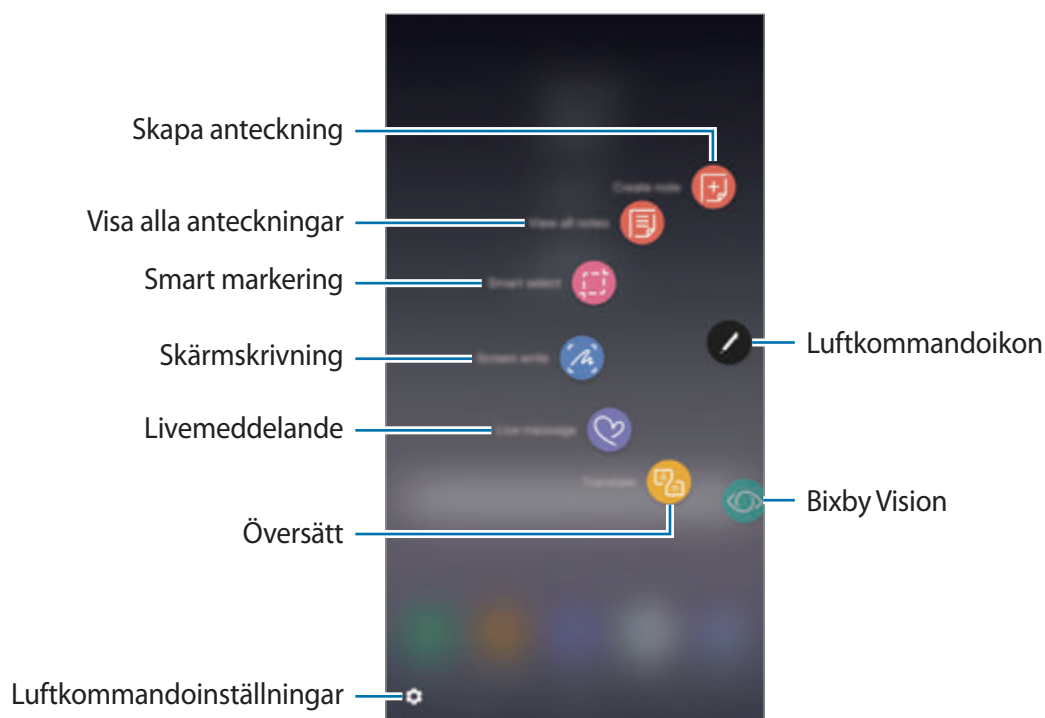 Skapa anteckning
Create note
Visa alla anteckningar
View all notes
Smart markering
Smart select
Skärmskrivning
Screen write
Luftkommandoikon
Livemeddelande
Live message
Translate
Bixby Vision
Översätt
Luftkommandoinställningar